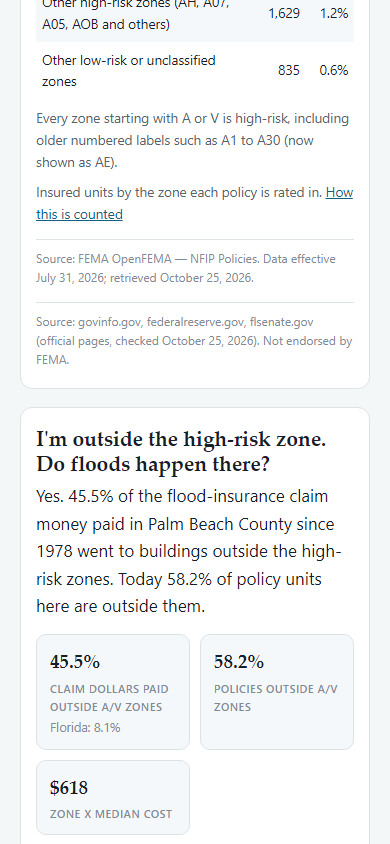 Other high-risk zones (AH, A07,
A05, AOB and others)
1,629 1.2%
Other low-risk or unclassified
zones
835 0.6%
Every zone starting with A or V is high-risk, including
older numbered labels such as A1 to A30 (now
shown as AE).
Insured units by the zone each policy is rated in. How
this is counted
Source: FEMA OpenFEMA — NFIP Policies. Data effective
July 31, 2026; retrieved October 25, 2026.
Source: govinfo.gov, federalreserve.gov, flsenate.gov
(official pages, checked October 25, 2026). Not endorsed by
FEMA.
I'm outside the high-risk zone.
Do floods happen there?
Yes. 45.5% of the flood-insurance claim
money paid in Palm Beach County since
1978 went to buildings outside the high-
risk zones. Today 58.2% of policy units
here are outside them.
45.5%
CLAIM DOLLARS PAID
OUTSIDE A/V ZONES
Florida: 8.1%
58.2%
POLICIES OUTSIDE A/V
ZONES
$618
ZONE X MEDIAN COST